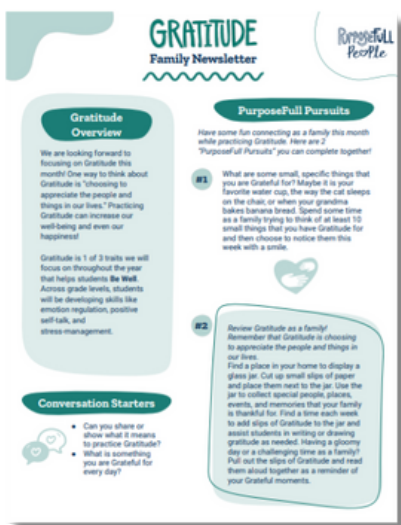 GRATITUDE
Family Newsletter
PurposeFull
People
Gratitude
Overview
We are looking forward to
focusing on Gratitude this
month! One way to think about
Gratitude is "choosing to
appreciate the people and
things in our lives." Practicing
Gratitude can increase our
well-being and even our
happiness!
Gratitude is 1 of 3 traits we will
focus on throughout the year
that helps students Be Well.
Across grade levels, students
will be developing skills like
emotion regulation, positive
self-talk, and
stress-management.
Conversation Starters
• Can you share or
show what it means
to practice Gratitude?
• What is something
you are Grateful for
every day?
PurposeFull Pursuits
Have some fun connecting as a family this month
while practicing Gratitude. Here are 2
"PurposeFull Pursuits" you can complete together!
#1
What are some small, specific things that
you are Grateful for? Maybe it is your
favorite water cup, the way the cat sleeps
on the chair, or when your grandma
bakes banana bread. Spend some time
as a family trying to think of at least 10
small things that you have Gratitude for
and then choose to notice them this
week with a smile.
#2
Review Gratitude as a family!
Remember that Gratitude is choosing
to appreciate the people and things in
our lives.
Find a place in your home to display a
glass jar. Cut up small slips of paper
and place them next to the jar. Use the
jar to collect special people, places,
events, and memories that your family
is thankful for. Find a time each week
to add slips of Gratitude to the jar and
assist students in writing or drawing
gratitude as needed. Having a gloomy
day or a challenging time as a family?
Pull out the slips of Gratitude and read
them aloud together as a reminder of
your Grateful moments.